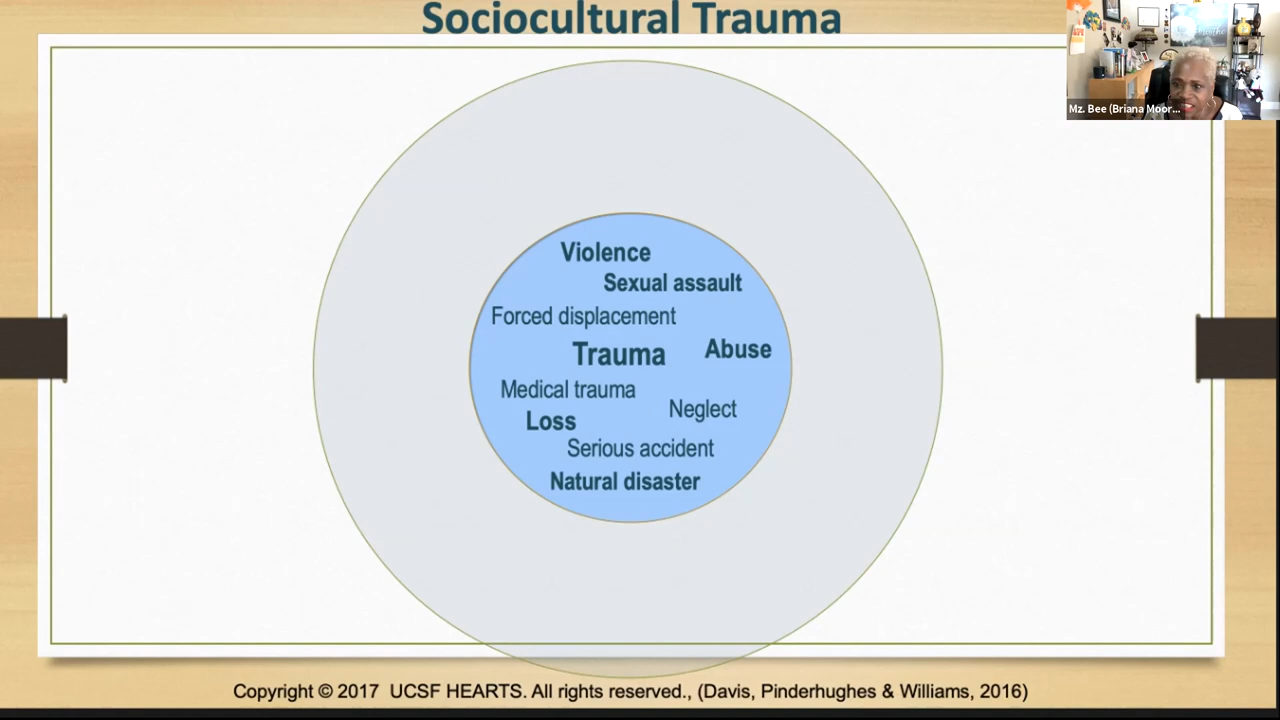 Sociocultural Trauma
Mz. Bee (Briana Moor...
Violence
Sexual assault
Forced displacement
Trauma
Abuse
Medical trauma
Neglect
Loss
Serious accident
Natural disaster
Copyright © 2017 UCSF HEARTS. All rights reserved., (Davis, Pinderhughes & Williams, 2016)